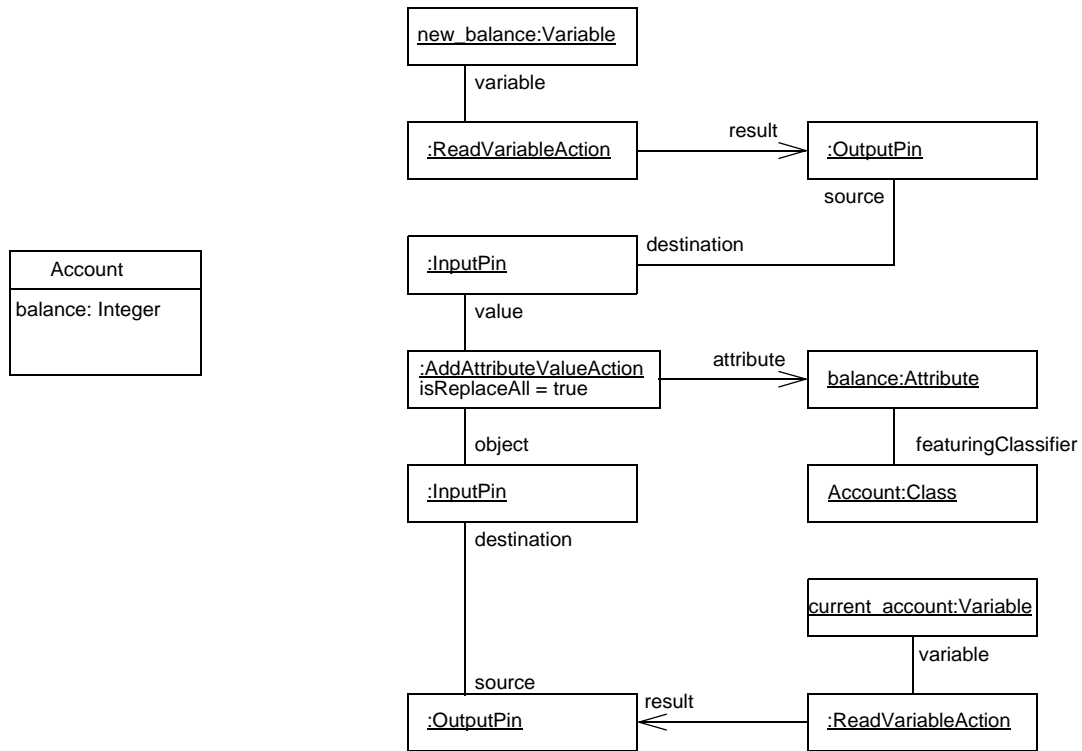 new_balance:Variable
variable
:ReadVariableAction
result
:OutputPin
source
destination
:InputPin
Account
balance: Integer
value
:AddAttributeValueAction
isReplaceAll = true
attribute
balance:Attribute
object
featuringClassifier
:InputPin
Account:Class
destination
current_account:Variable
variable
source
result
:OutputPin
:ReadVariableAction